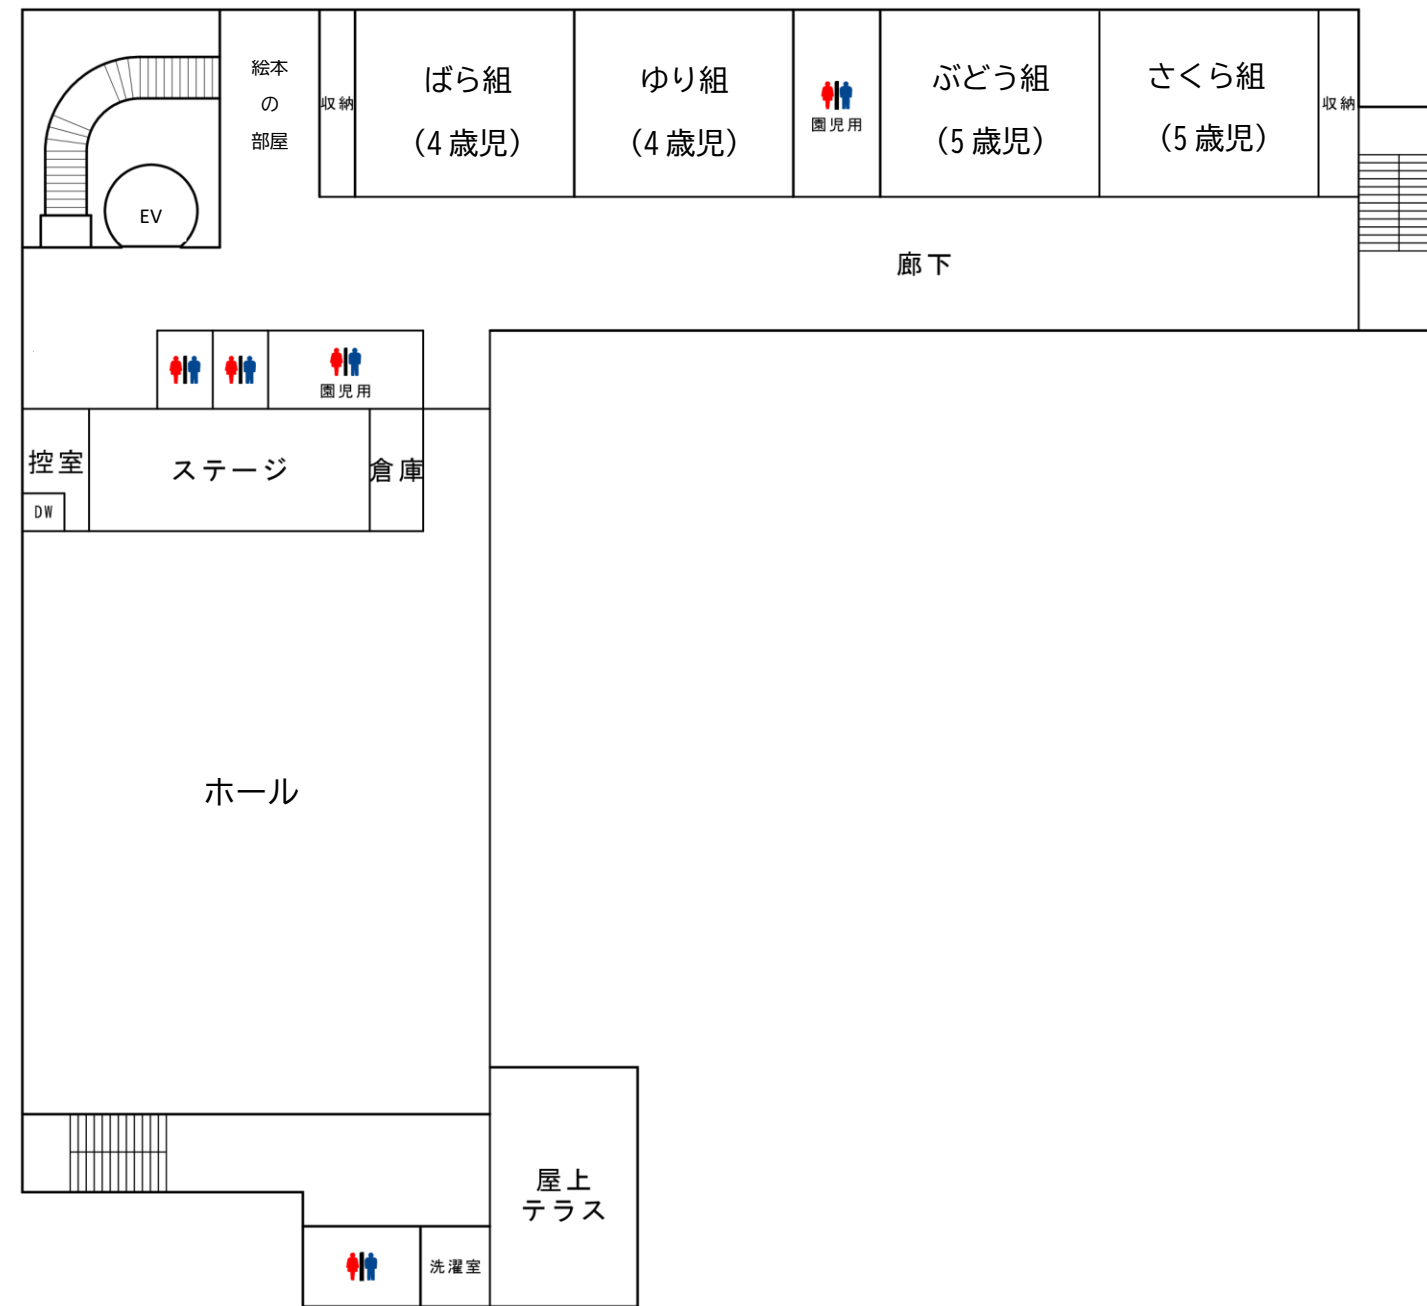 絵本
の
部屋
収納
ばら組
（4歳児）
ゆり組
（4歳児）
園児用
ぶどう組
（5歳児）
さくら組
（5歳児）
収納
EV
廊下
園児用
控室
DW
ステージ
倉庫
ホール
屋上
テラス
洗濯室